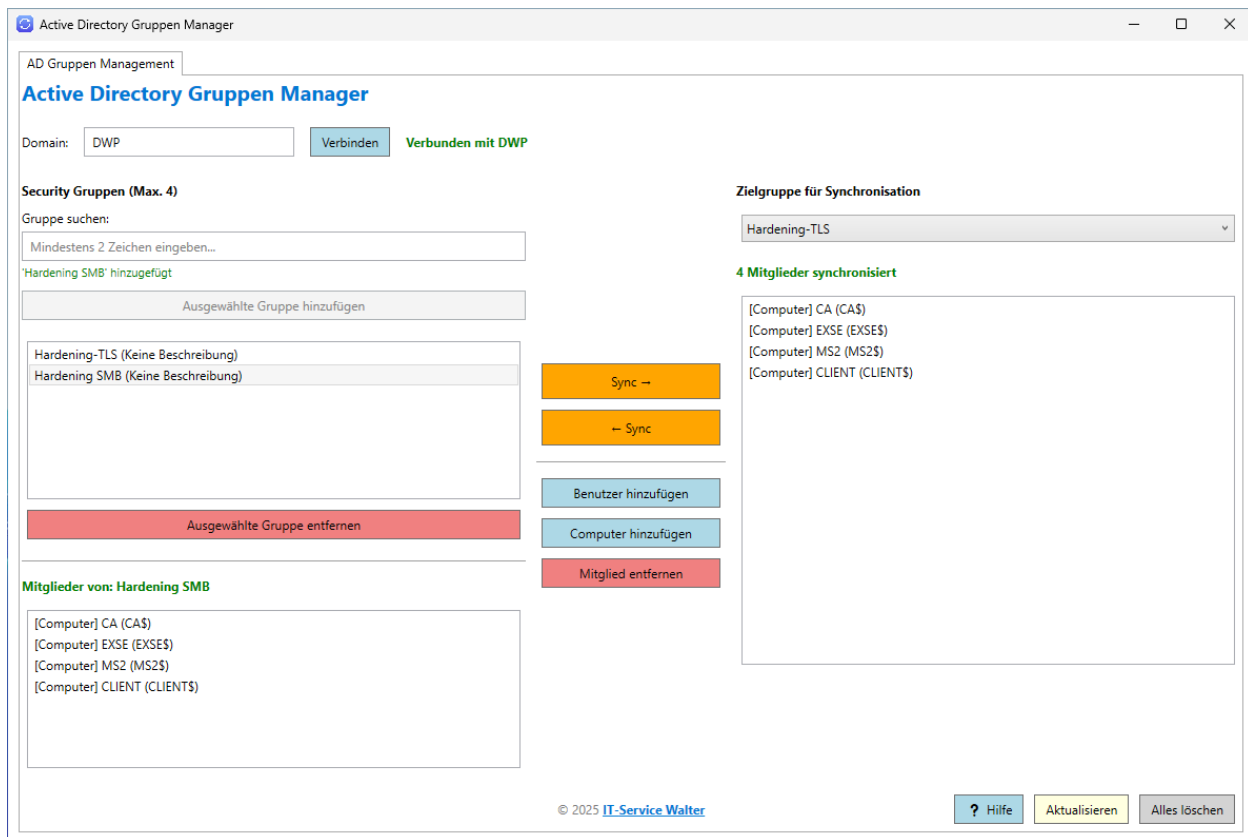 Active Directory Gruppen Manager
AD Gruppen Management
Active Directory Gruppen Manager
Domain: DWP Verbinden Verbunden mit DWP
Security Gruppen (Max. 4)
Gruppe suchen:
Mindestens 2 Zeichen eingeben...
'Hardening SMB' hinzugefügt
Ausgewählte Gruppe hinzufügen
Hardening-TLS (Keine Beschreibung)
Hardening SMB (Keine Beschreibung)
Ausgewählte Gruppe entfernen
Mitglieder von: Hardening SMB
[Computer] CA (CA$)
[Computer] EXSE (EXSE$)
[Computer] MS2 (MS2$)
[Computer] CLIENT (CLIENT$)
Sync →
← Sync
Benutzer hinzufügen
Computer hinzufügen
Mitglied entfernen
Zielgruppe für Synchronisation
Hardening-TLS
4 Mitglieder synchronisiert
[Computer] CA (CA$)
[Computer] EXSE (EXSE$)
[Computer] MS2 (MS2$)
[Computer] CLIENT (CLIENT$)
© 2025 IT-Service Walter
? Hilfe Aktualisieren Alles löschen